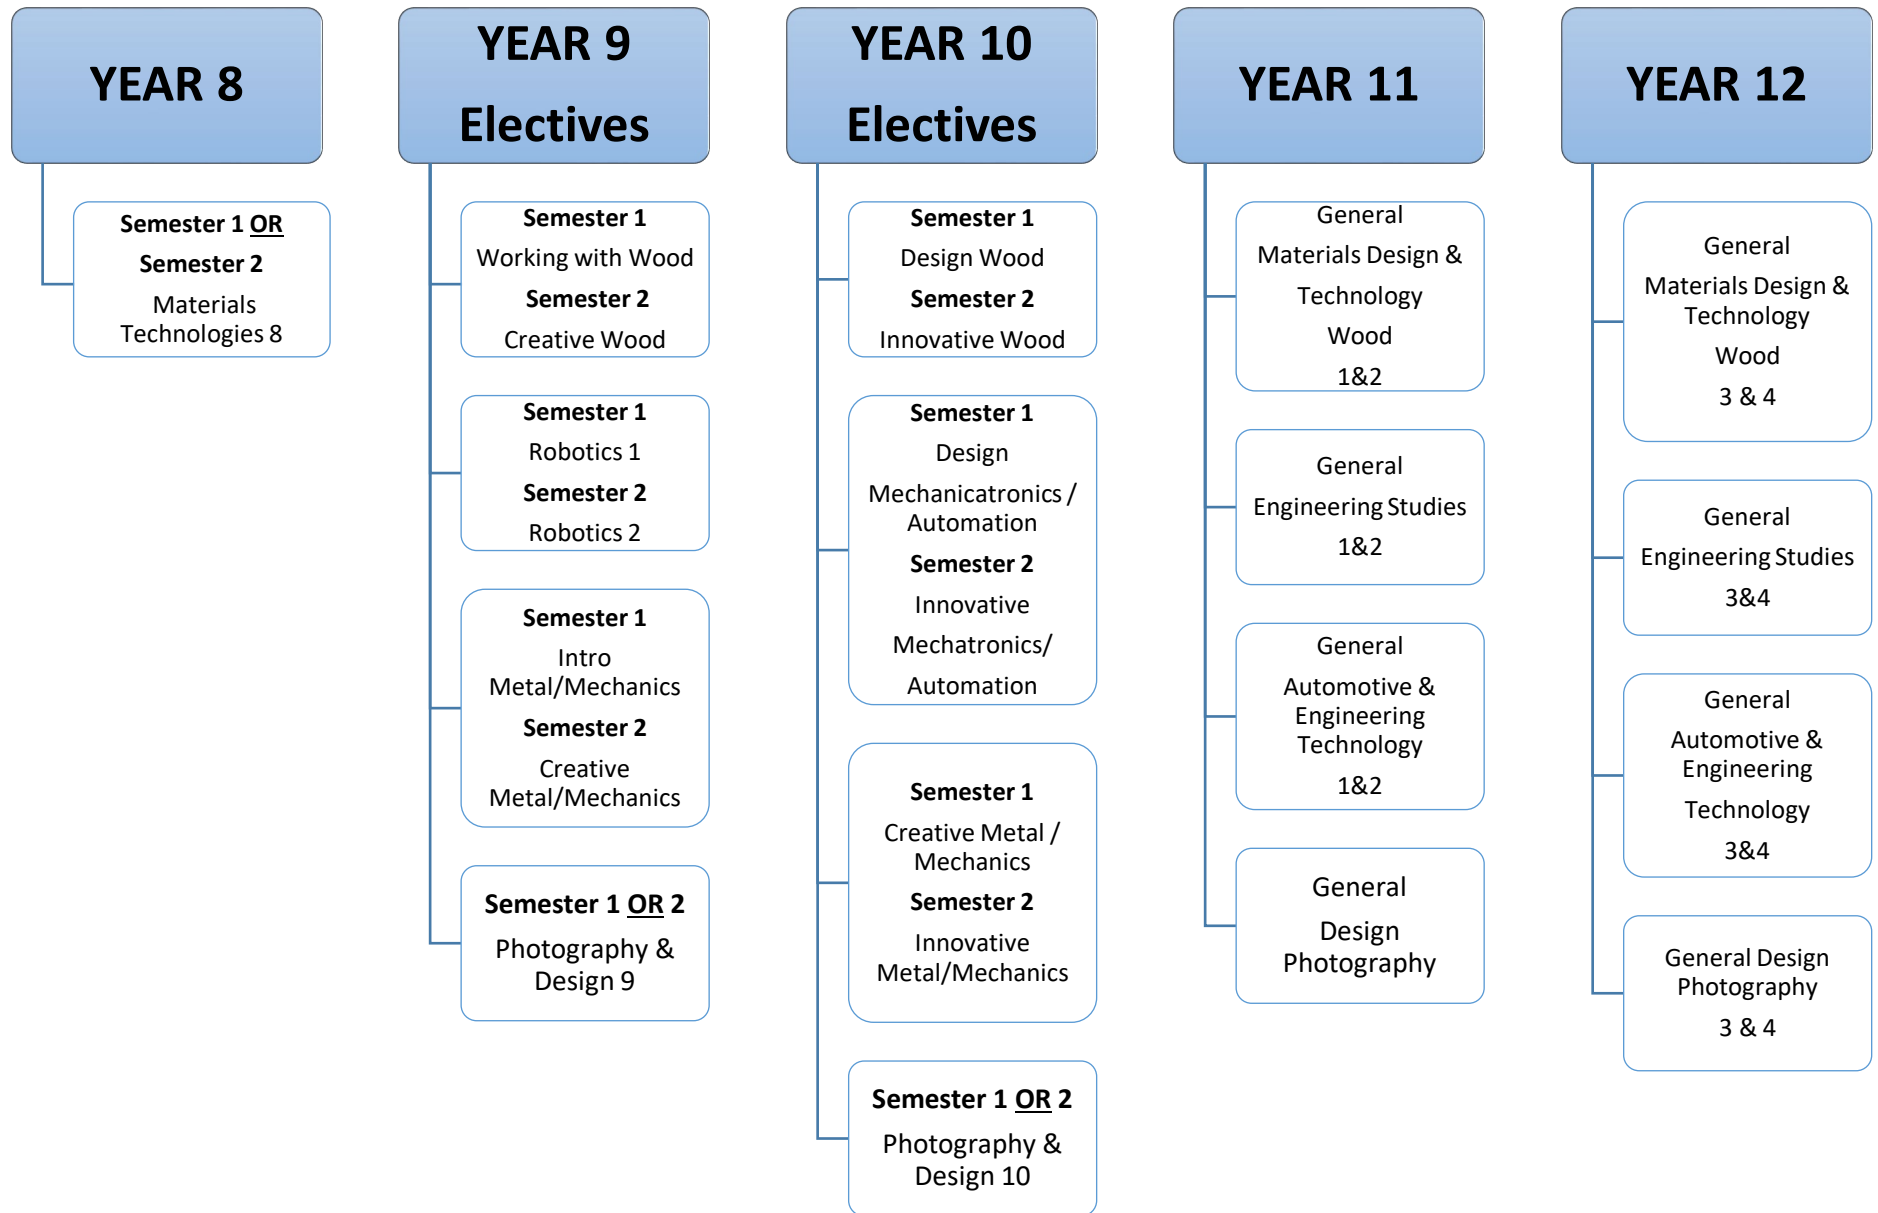 YEAR 8
Semester 1 OR
Semester 2
Materials
Technologies 8
YEAR 9
Electives
Semester 1
Working with Wood
Semester 2
Creative Wood
Semester 1
Robotics 1
Semester 2
Robotics 2
Semester 1
Intro
Metal/Mechanics
Semester 2
Creative
Metal/Mechanics
Semester 1 OR 2
Photography &
Design 9
YEAR 10
Electives
Semester 1
Design Wood
Semester 2
Innovative Wood
Semester 1
Design
Mechanicatronics /
Automation
Semester 2
Innovative
Mechatronics/
Automation
Semester 1
Creative Metal /
Mechanics
Semester 2
Innovative
Metal/Mechanics
Semester 1 OR 2
Photography &
Design 10
YEAR 11
General
Materials Design &
Technology
Wood
1&2
General
Engineering Studies
1&2
General
Automotive &
Engineering
Technology
1&2
General
Design
Photography
YEAR 12
General
Materials Design &
Technology
Wood
3 & 4
General
Engineering Studies
3&4
General
Automotive &
Engineering
Technology
3&4
General Design
Photography
3 & 4